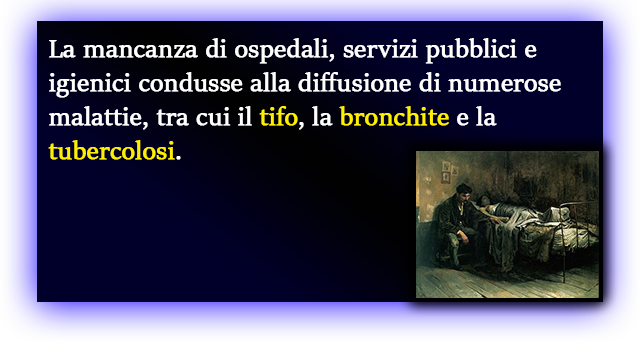 La mancanza di ospedali, servizi pubblici e
igienici condusse alla diffusione di numerose
malattie, tra cui il tifo, la bronchite e la
tubercolosi.